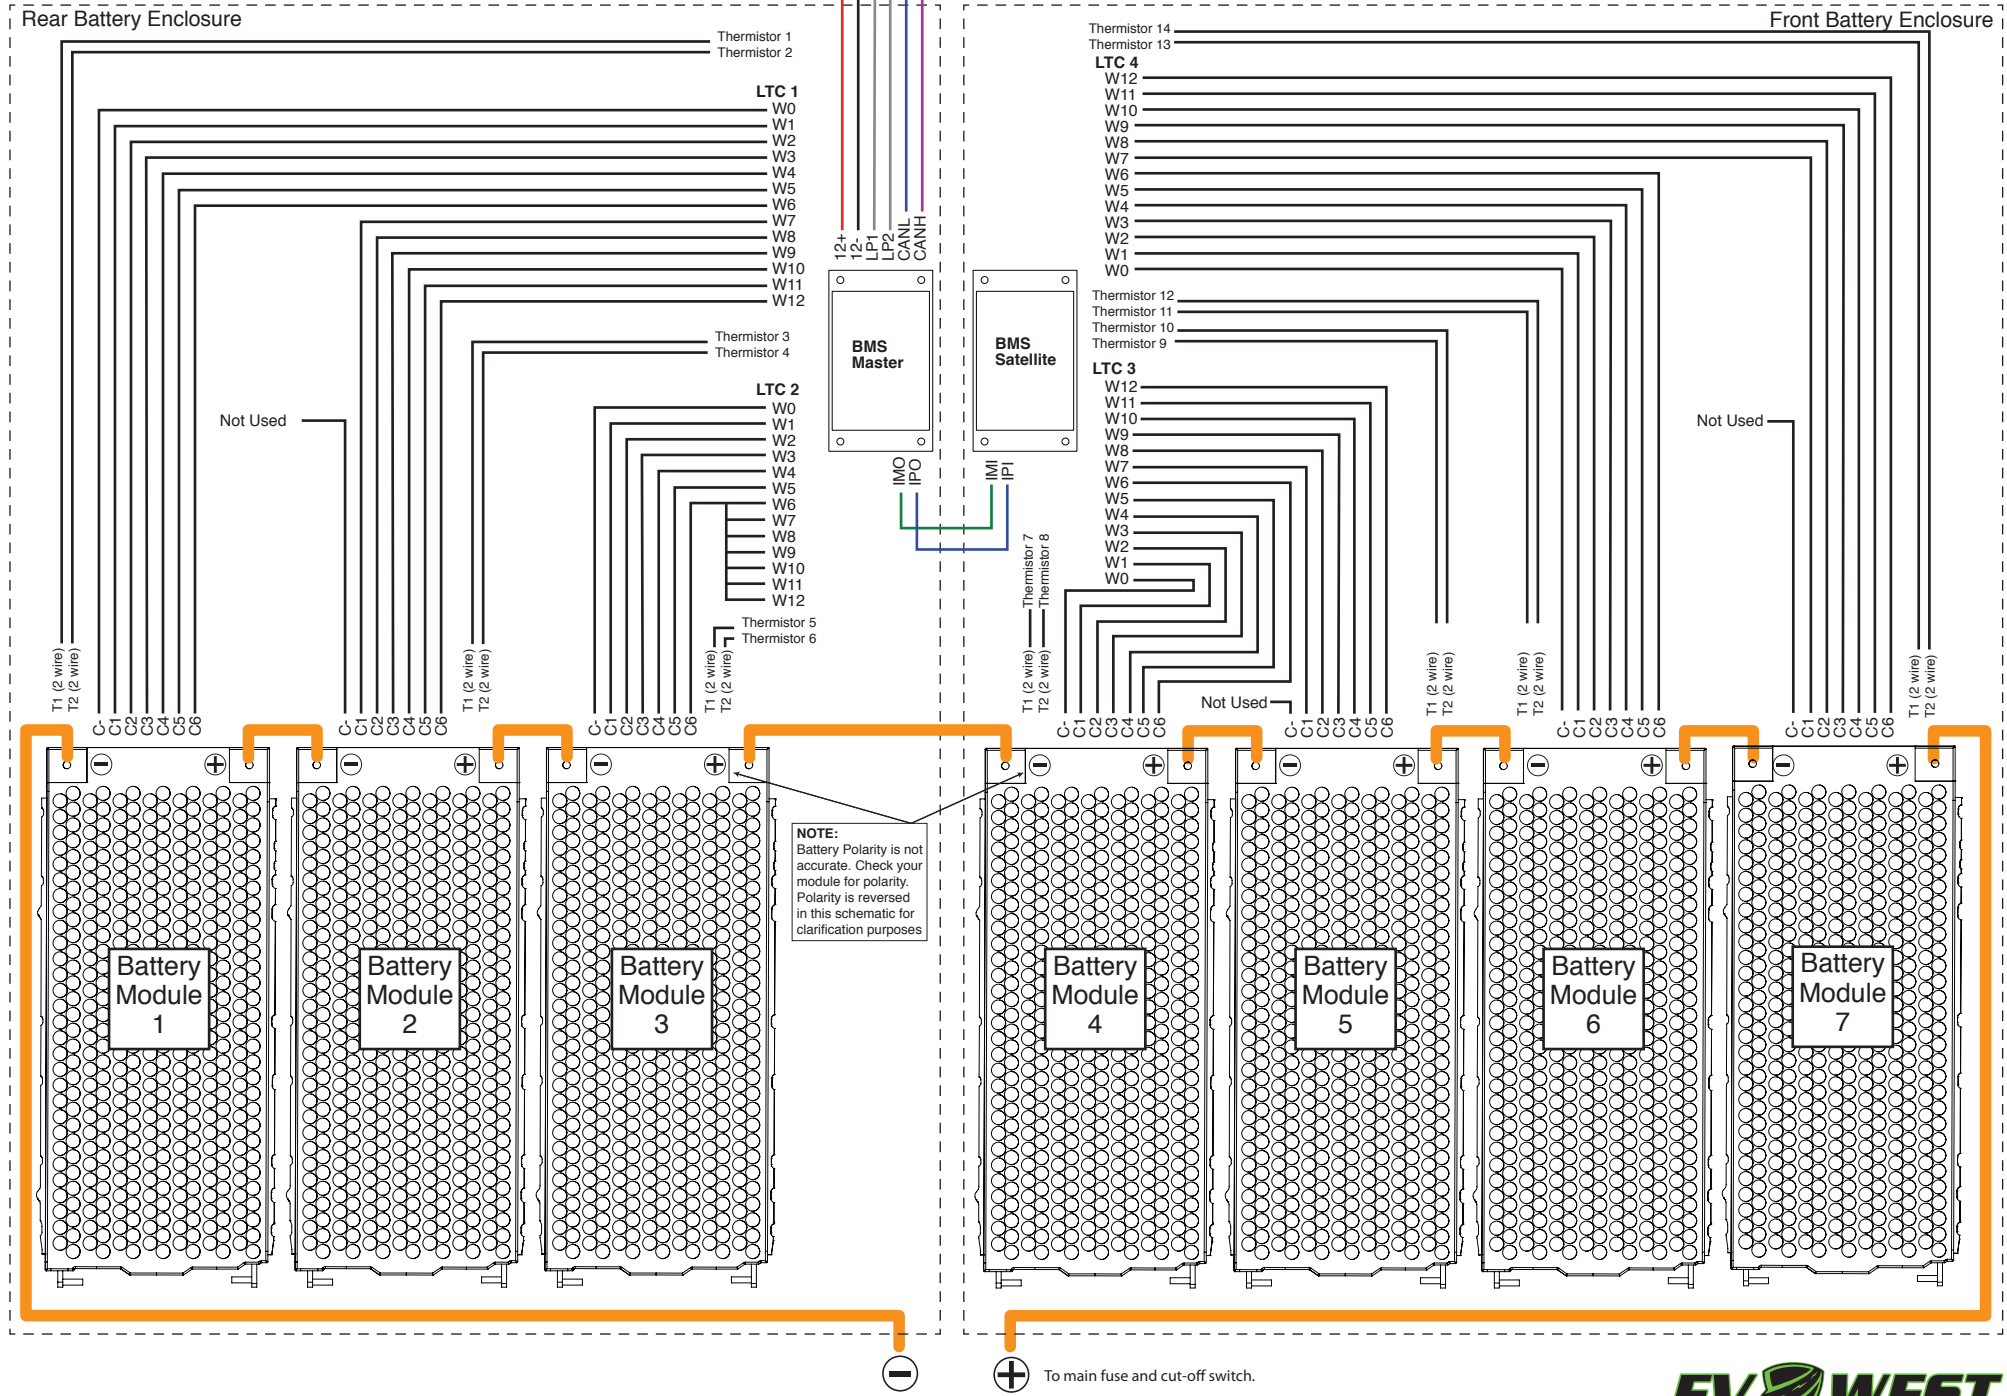 Rear Battery Enclosure
Thermistor 1
Thermistor 2
LTC 1
W0
W1
W2
W3
W4
W5
W6
W7
W8
W9
W10
W11
W12
Thermistor 3
Thermistor 4
LTC 2
W0
W1
W2
W3
W4
W5
W6
W7
W8
W9
W10
W11
W12
Thermistor 5
Thermistor 6
Not Used
12+
12-
LP1
LP2
CANL
CANH
BMS
Master
IMO
IPO
T1 (2 wire)
T2 (2 wire)
C-
C1
C2
C3
C4
C5
C6
C-
C1
C2
C3
C4
C5
C6
T1 (2 wire)
T2 (2 wire)
C-
C1
C2
C3
C4
C5
C6
T1 (2 wire)
T2 (2 wire)
Battery
Module
1
Battery
Module
2
Battery
Module
3
NOTE:
Battery Polarity is not
accurate. Check your
module for polarity.
Polarity is reversed
in this schematic for
clarification purposes
Front Battery Enclosure
Thermistor 14
Thermistor 13
LTC 4
W12
W11
W10
W9
W8
W7
W6
W5
W4
W3
W2
W1
W0
Thermistor 12
Thermistor 11
Thermistor 10
Thermistor 9
LTC 3
W12
W11
W10
W9
W8
W7
W6
W5
W4
W3
W2
W1
W0
BMS
Satellite
IMI
IPI
Thermistor 7
Thermistor 8
Not Used
Not Used
T1 (2 wire)
T2 (2 wire)
C-
C1
C2
C3
C4
C5
C6
C-
C1
C2
C3
C4
C5
C6
T1 (2 wire)
T2 (2 wire)
T1 (2 wire)
T2 (2 wire)
C-
C1
C2
C3
C4
C5
C6
C-
C1
C2
C3
C4
C5
C6
T1 (2 wire)
T2 (2 wire)
Battery
Module
4
Battery
Module
5
Battery
Module
6
Battery
Module
7
To main fuse and cut-off switch.
EV WEST